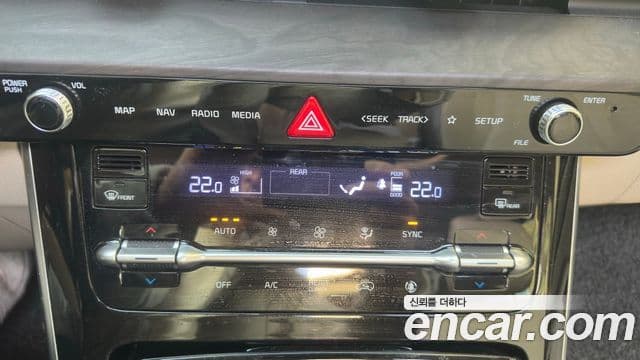 POWER PUSH VOL TUNE ENTER
MAP NAV RADIO MEDIA <SEEK TRACK> ☆ SETUP
FILE
HIGH REAR POOR
22.0 22.0
GOOD
FRONT REAR
AUTO SYNC
OFF A/C
신뢰를 더하다
encar.com